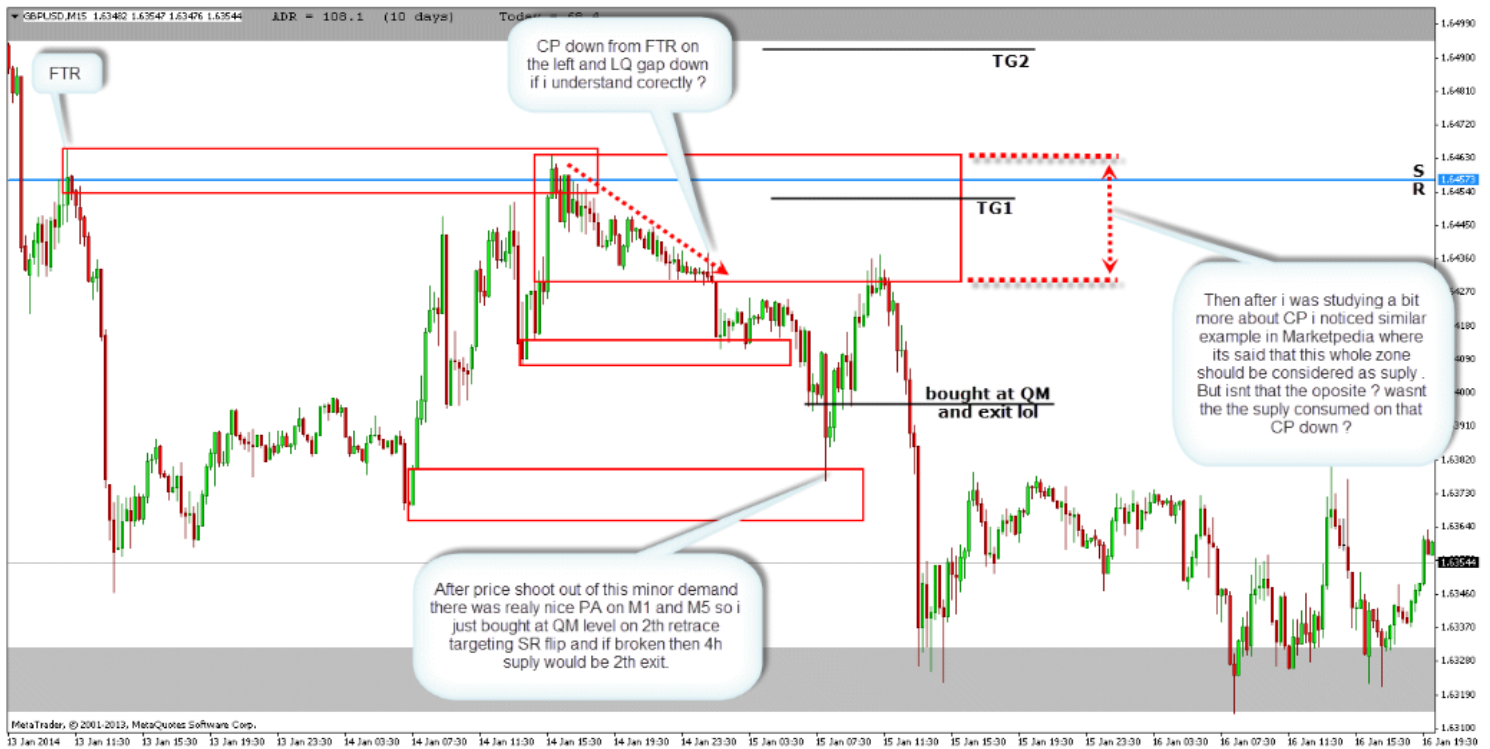 GBPUSD,M15 1.63482 1.63547 1.63476 1.63544
ADR = 108.1 (10 days)
FTR
CP down from FTR on
the left and LQ gap down
if i understand corectly ?
TG2
S
R
TG1
bought at QM
and exit lol
Then after i was studying a bit
more about CP i noticed similar
example in Marketpedia where
its said that this whole zone
should be considered as suply .
But isnt that the oposite ? wasnt
the the suply consumed on that
CP down ?
After price shoot out of this minor demand
there was realy nice PA on M1 and M5 so i
just bought at QM level on 2th retrace
targeting SR flip and if broken then 4h
suply would be 2th exit.
1.64990
1.64900
1.64810
1.64720
1.64630
1.64573
1.64540
1.64450
1.64360
1.64270
1.64180
1.64090
1.64000
1.63910
1.63820
1.63730
1.63640
1.63544
1.63460
1.63370
1.63280
1.63190
1.63100
MetaTrader, © 2001-2013, MetaQuotes Software Corp.
13 Jan 2014 13 Jan 11:30 13 Jan 15:30 13 Jan 19:30 13 Jan 23:30 14 Jan 03:30 14 Jan 07:30 14 Jan 11:30 14 Jan 15:30 14 Jan 19:30 14 Jan 23:30 15 Jan 03:30 15 Jan 07:30 15 Jan 11:30 15 Jan 15:30 15 Jan 19:30 15 Jan 23:30 16 Jan 03:30 16 Jan 07:30 16 Jan 11:30 16 Jan 15:30 16 Jan 19:30